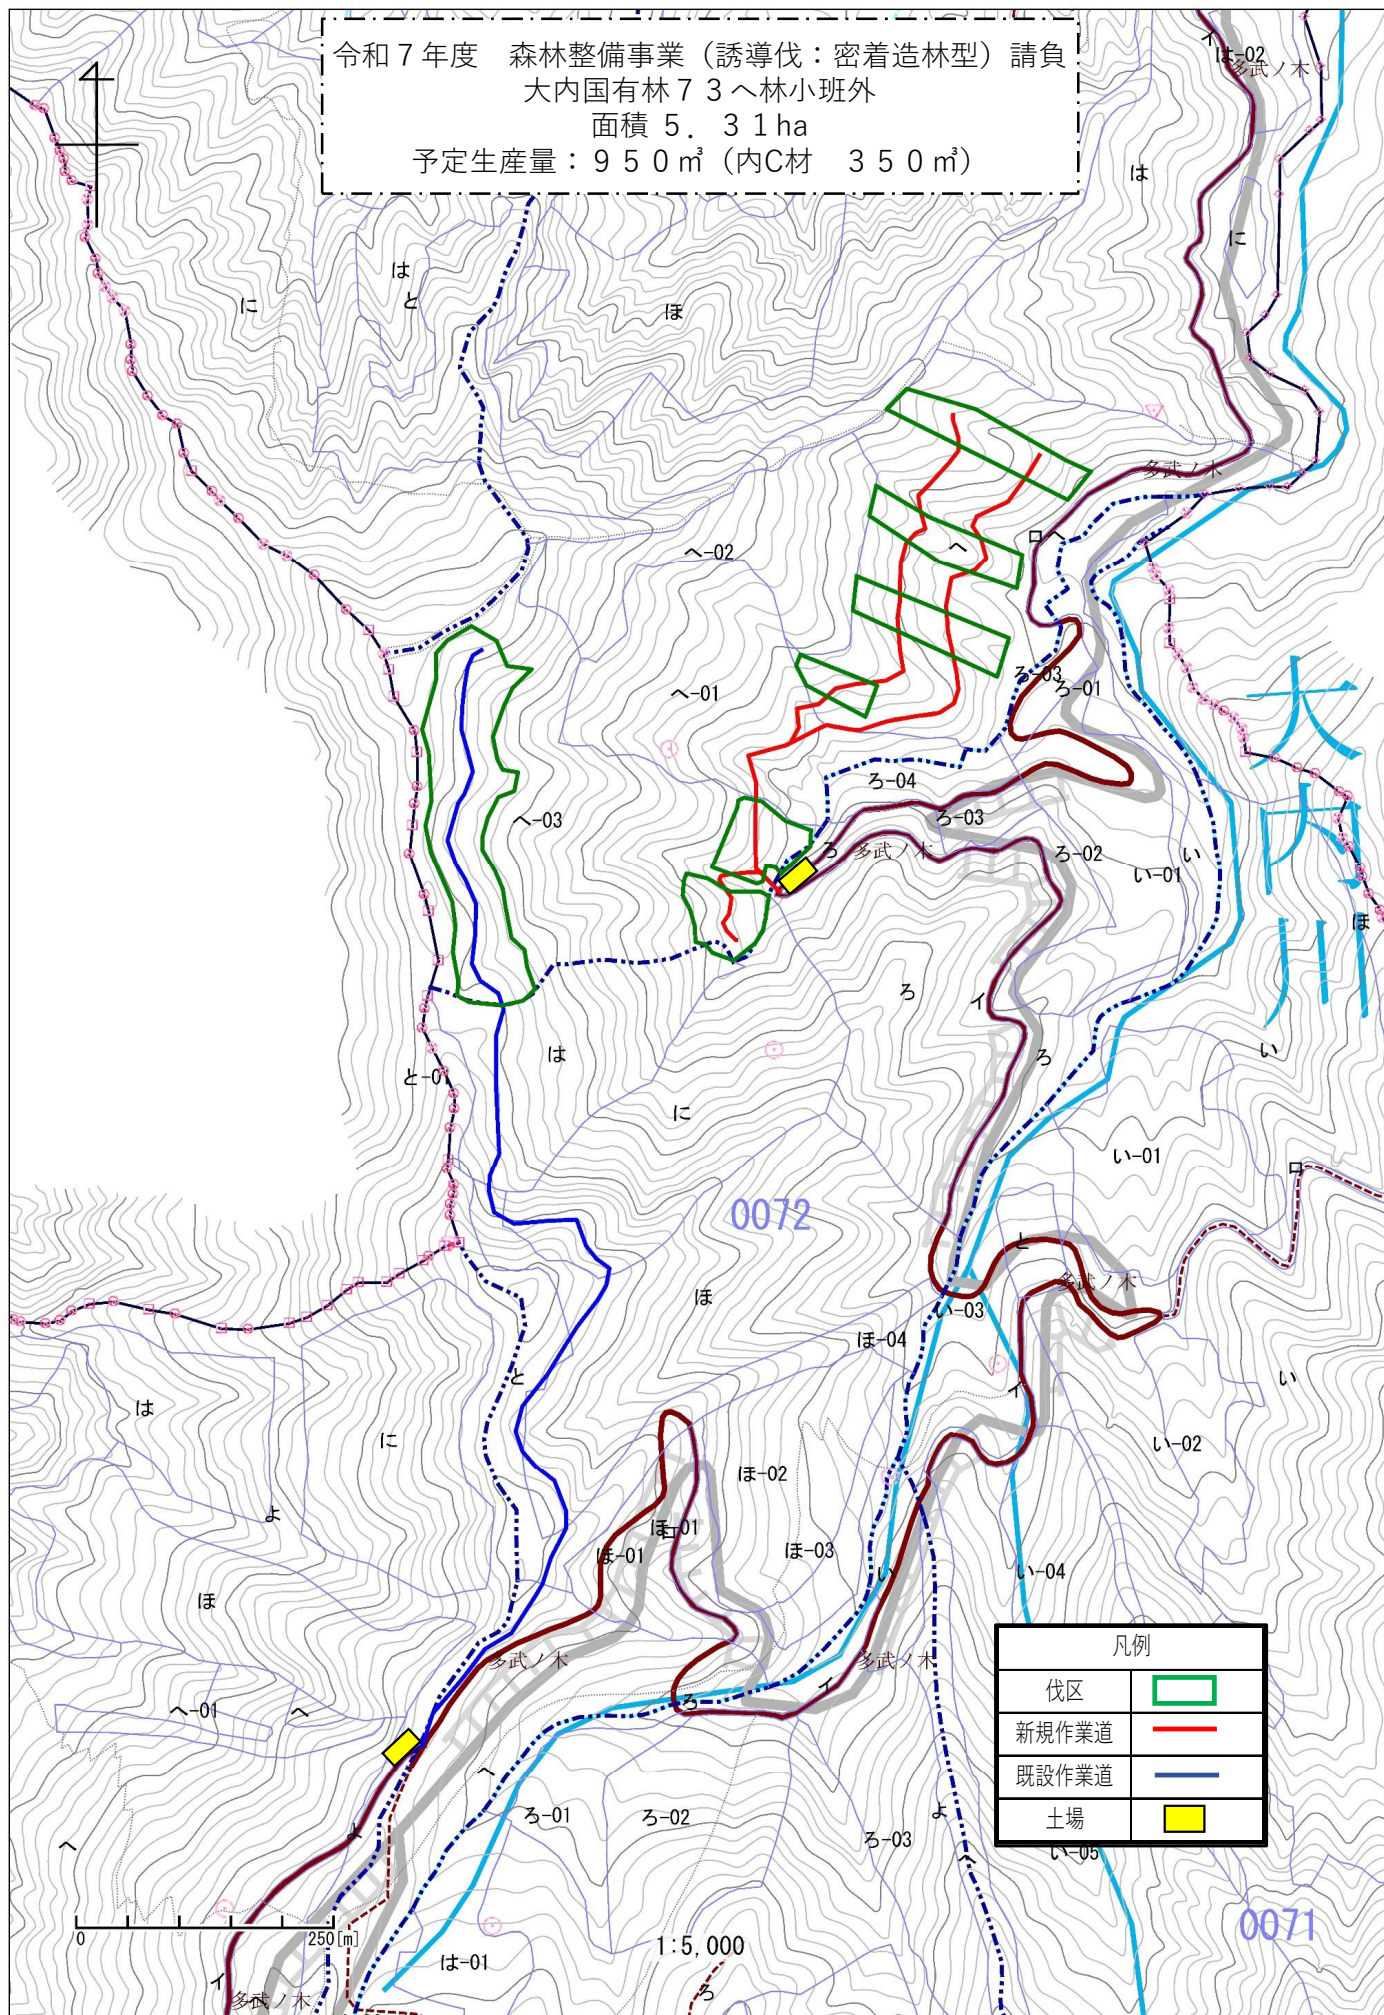 令和７年度　森林整備事業（誘導伐：密着造林型）請負
大内国有林７３へ林小班外
面積 ５．３１ha
予定生産量：９５０㎥（内C材　３５０㎥）
イ
は-02
多武ノ木
は
に
は
と
に
ほ
多武ノ木
ロ
へ
へ
へ-02
ろ-03
ろ-01
へ-01
大内川
ろ-04
ろ-03
へ-03
ろ
多武ノ木
ろ-02
い
い-01
ほ
ろ
イ
は
ろ
い
と-01
に
い-01
ロ
0072
と
多武ノ木
ほ
い-03
ほ-04
と
い
イ
は
に
い-02
ほ-02
よ
ほ-01
ロ
ほ-01
ほ-03
い
い-04
ほ
凡例
伐区
新規作業道
既設作業道
土場
多武ノ木
多武ノ木
イ
ろ
へ-01
へ
へ
ろ-01
ろ-02
ろ-03
よ
へ
い-05
よ
へ
0071
0
250[m]
1:5,000
は-01
イ
多武ノ木
ろ